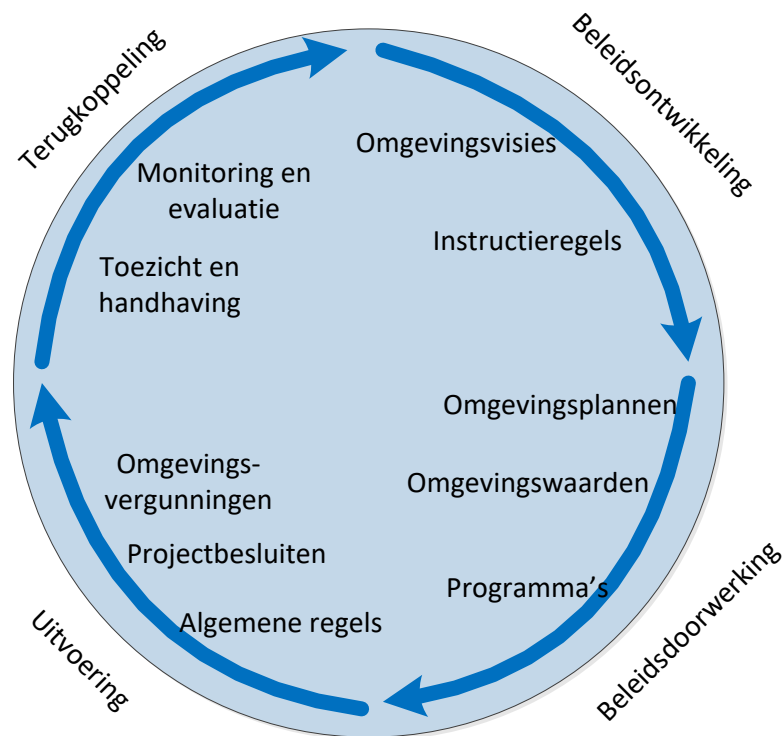 Beleidsontwikkeling
Omgevingsvisies
Instructieregels
Omgevingsplannen
Omgevingswaarden
Programma's
Beleidsdoorwerking
Algemene regels
Projectbesluiten
Omgevings-
vergunningen
Uitvoering
Toezicht en
handhaving
Monitoring en
evaluatie
Terugkoppeling